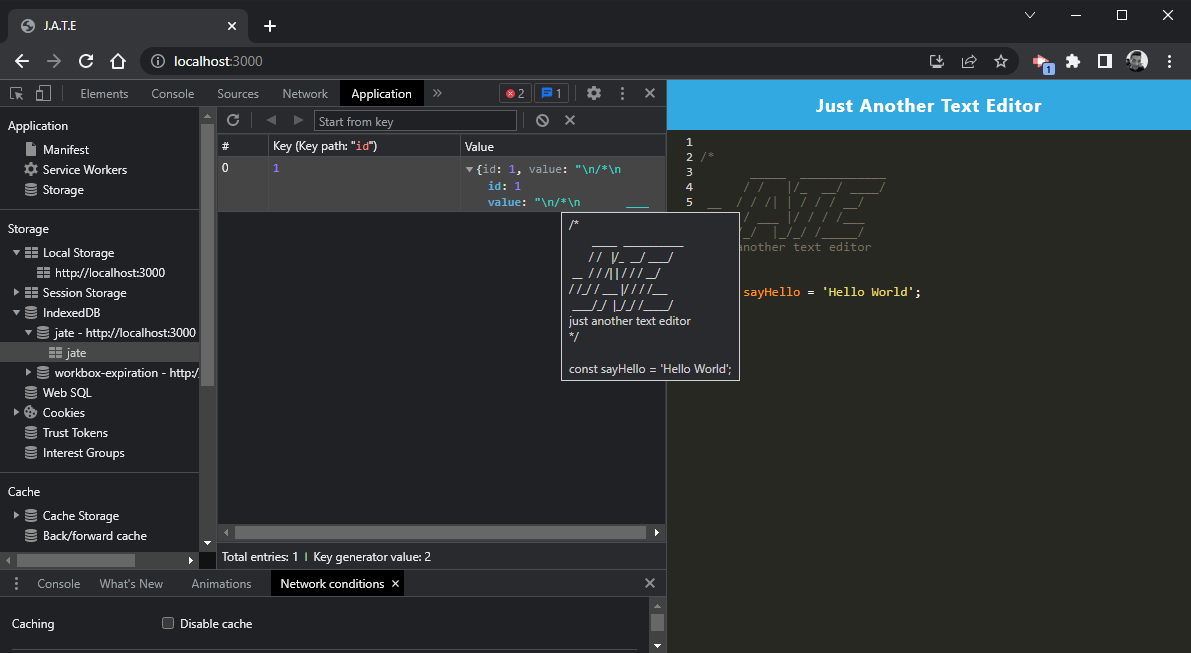 J.A.T.E
localhost:3000
1
Elements Console Sources Network Application 2 1
Start from key
# Key (Key path: "id") Value
0 1 {id: 1, value: "\n/*\n
id: 1
value: "\n/*\n ____
Application
Manifest
Service Workers
Storage
Storage
Local Storage
http://localhost:3000
Session Storage
IndexedDB
jate - http://localhost:3000
jate
workbox-expiration - http:/
Web SQL
Cookies
Trust Tokens
Interest Groups
Cache
Cache Storage
Back/forward cache
/*
just another text editor
*/
const sayHello = 'Hello World';
Total entries: 1 Key generator value: 2
Console What's New Animations Network conditions
Caching Disable cache
Just Another Text Editor
1
2 /*
3
4
5
another text editor
sayHello = 'Hello World';